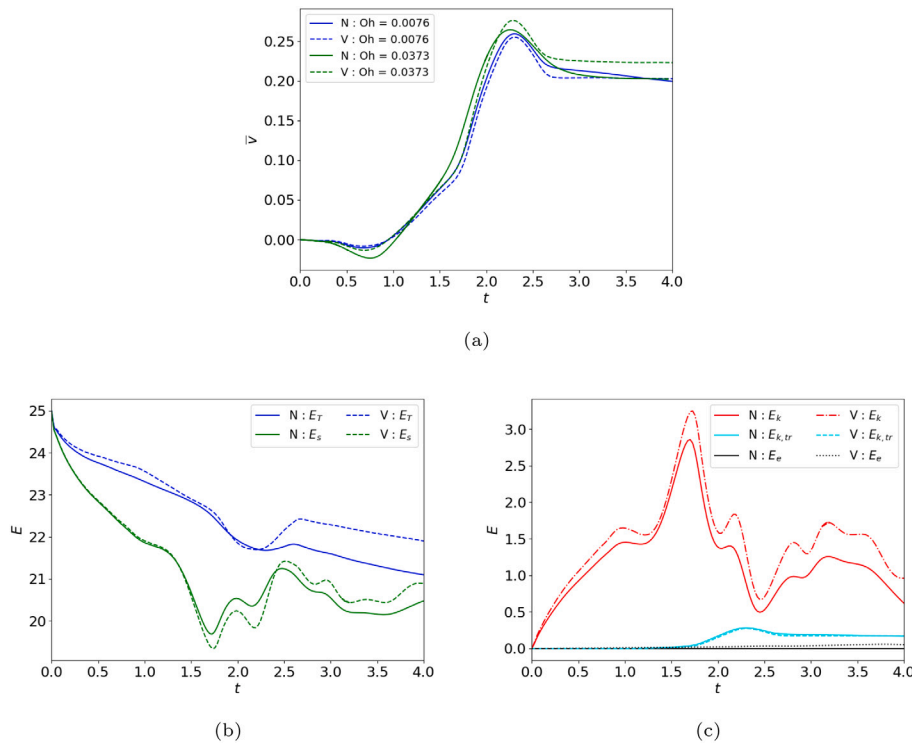 N : Oh = 0.0076
V : Oh = 0.0076
N : Oh = 0.0373
V : Oh = 0.0373
0.25
0.20
0.15
0.10
0.05
0.00
v̅
0.0 0.5 1.0 1.5 2.0 2.5 3.0 3.5 4.0
t
(a)
N : E_T V : E_T
N : E_s V : E_s
25
24
23
22
21
20
E
0.0 0.5 1.0 1.5 2.0 2.5 3.0 3.5 4.0
t
(b)
N : E_k V : E_k
N : E_{k,tr} V : E_{k,tr}
N : E_e V : E_e
3.0
2.5
2.0
1.5
1.0
0.5
0.0
E
0.0 0.5 1.0 1.5 2.0 2.5 3.0 3.5 4.0
t
(c)